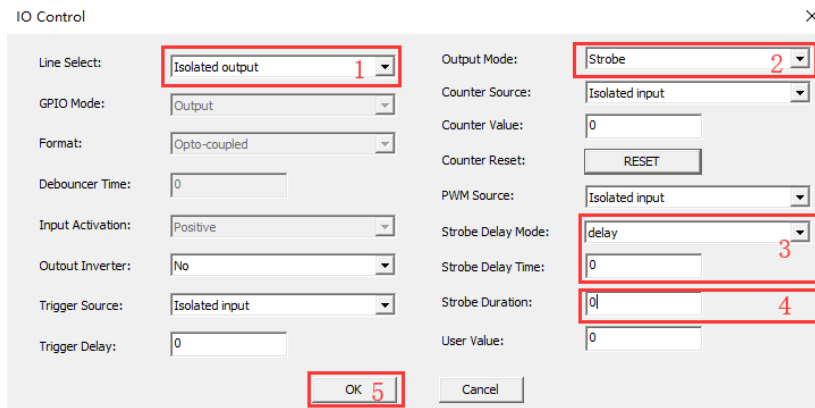 IO Control
Line Select:
Isolated output
1
GPIO Mode:
Output
Format:
Opto-coupled
Debouncer Time:
0
Input Activation:
Positive
Outout Inverter:
No
Trigger Source:
Isolated input
Trigger Delay:
0
Output Mode:
Strobe
2
Counter Source:
Isolated input
Counter Value:
0
Counter Reset:
RESET
PWM Source:
Isolated input
Strobe Delay Mode:
delay
3
Strobe Delay Time:
0
Strobe Duration:
0
4
User Value:
0
OK
5
Cancel